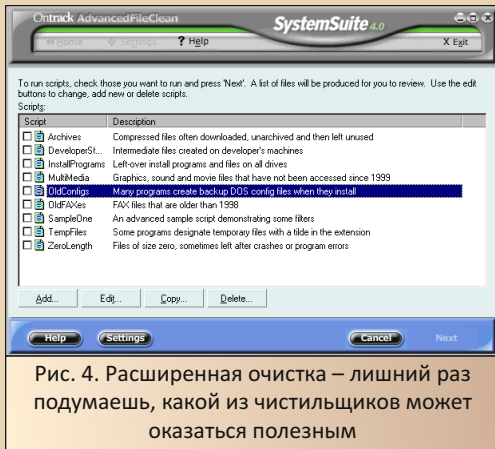 Ontrack AdvancedFileClean
SystemSuite 4.0
Home Settings ? Help X Exit
To run scripts, check those you want to run and press 'Next'. A list of files will be produced for you to review. Use the edit
buttons to change, add new or delete scripts.
Scripts:
Script Description
Archives Compressed files often downloaded, unarchived and then left unused
DeveloperSt... Intermediate files created on developer's machines
InstallPrograms Left-over install programs and files on all drives
MultiMedia Graphics, sound and movie files that have not been accessed since 1999
OldConfigs Many programs create backup DOS config files when they install
OldFAXes FAX files that are older than 1998
SampleOne An advanced sample script demonstrating some filters
TempFiles Some programs designate temporary files with a tilde in the extension
ZeroLength Files of size zero, sometimes left after crashes or program errors
Add... Edit... Copy... Delete...
Help Settings Cancel Next
Рис. 4. Расширенная очистка – лишний раз
подумаешь, какой из чистильщиков может
оказаться полезным